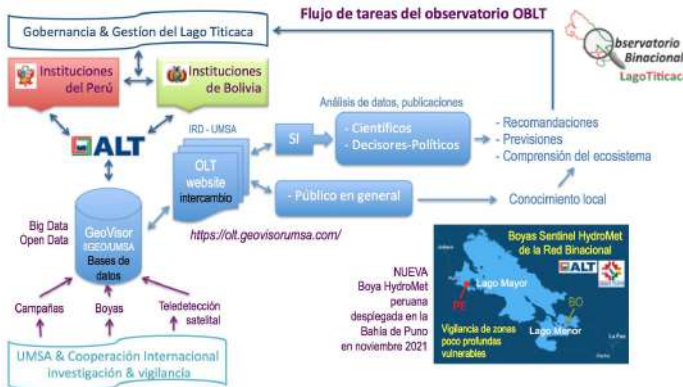 Flujo de tareas del observatorio OBLT
Gobernancia & Gestíon del Lago Titicaca
Observatorio
Binacional
LagoTiticaca
Instituciones
del Perú
Instituciones
de Bolivia
ALT
IRD - UMSA
OLT
website
intercambio
Análisis de datos, publicaciones
SI
- Científicos
- Decisores-Políticos
- Recomandaciones
- Previsiones
- Comprensión del ecosistema
- Público en general
Conocimiento local
Big Data
Open Data
GeoVisor
IIGEO/UMSA
Bases de
datos
https://olt.geovisorumsa.com/
Campañas
Boyas
Teledetección
satelital
UMSA & Cooperación Internacional
investigación & vigilancia
NUEVA
Boya HydroMet
peruana
desplegada en la
Bahía de Puno
en noviembre 2021
Boyas Sentinel HydroMet
de la Red Binacional
ALT
Lago Mayor
PE
BO
Lago Menor
Vigilancia de zonas
poco profundas
vulnerables
La Paz